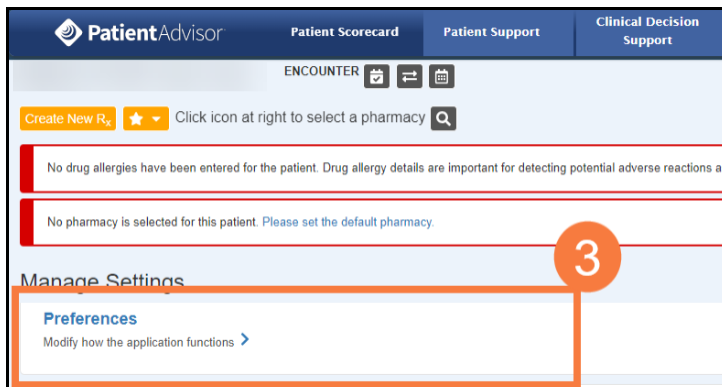 PatientAdvisor
Patient Scorecard
Patient Support
Clinical Decision
Support
ENCOUNTER
Create New Rx
Click icon at right to select a pharmacy
No drug allergies have been entered for the patient. Drug allergy details are important for detecting potential adverse reactions a
No pharmacy is selected for this patient. Please set the default pharmacy.
3
Manage Settings
Preferences
Modify how the application functions